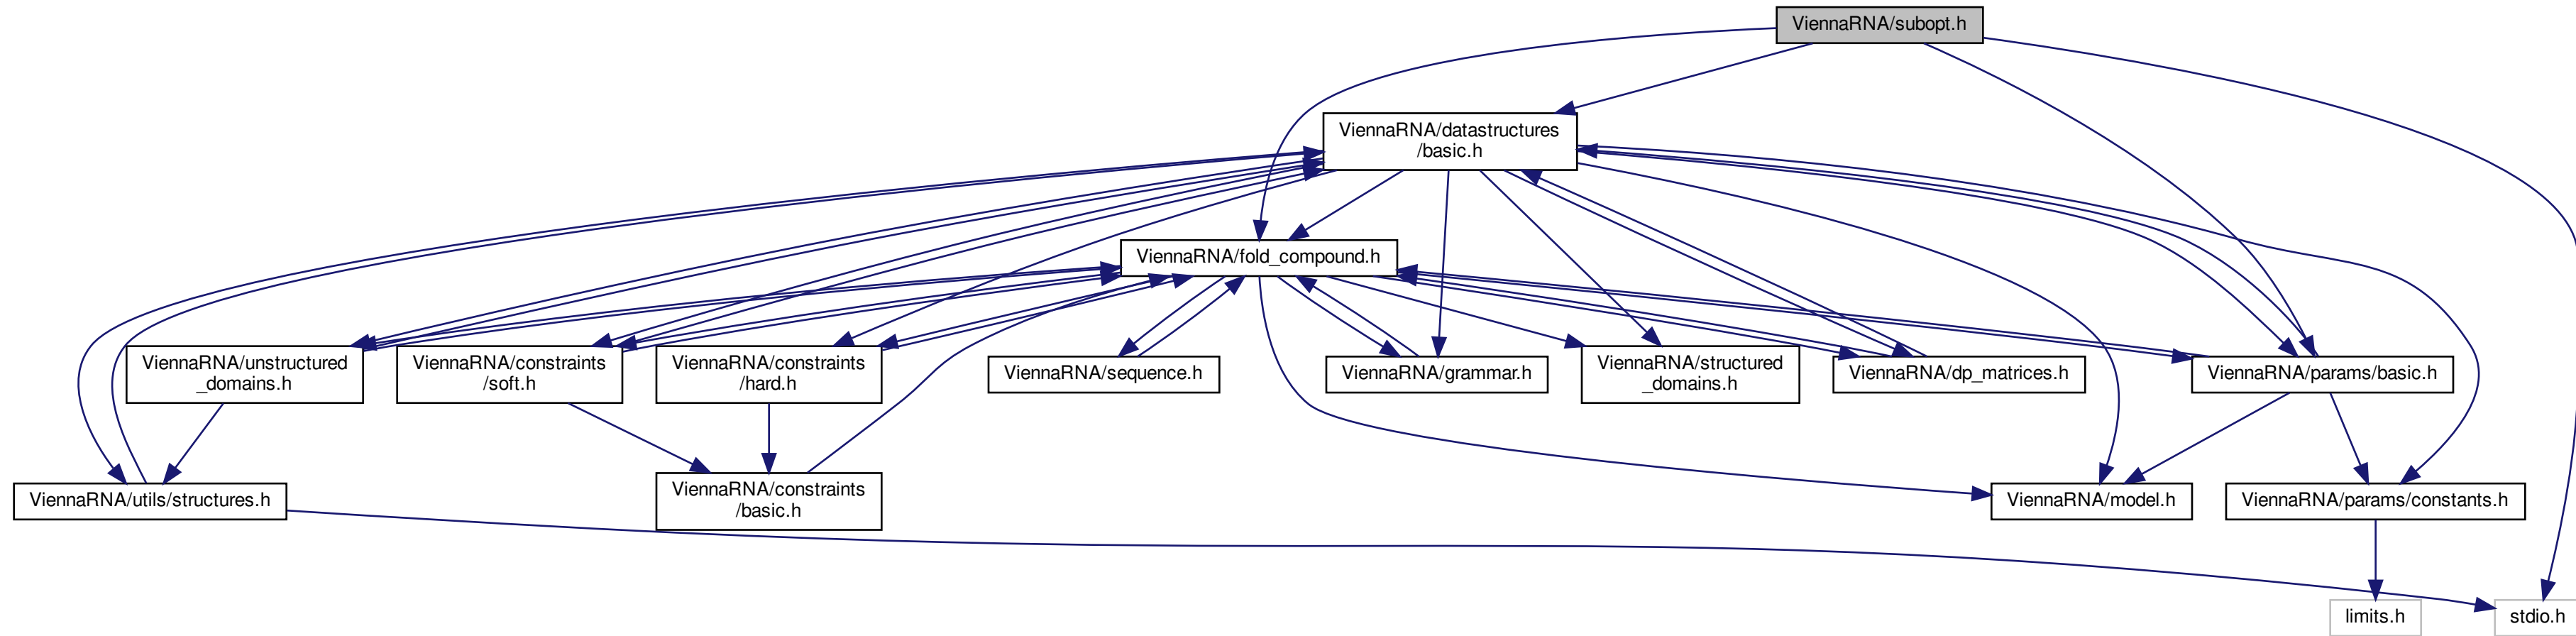 ViennaRNA/subopt.h
ViennaRNA/datastructures
/basic.h
ViennaRNA/fold_compound.h
ViennaRNA/unstructured
_domains.h
ViennaRNA/constraints
/soft.h
ViennaRNA/constraints
/hard.h
ViennaRNA/sequence.h
ViennaRNA/grammar.h
ViennaRNA/structured
_domains.h
ViennaRNA/dp_matrices.h
ViennaRNA/params/basic.h
ViennaRNA/utils/structures.h
ViennaRNA/constraints
/basic.h
ViennaRNA/model.h
ViennaRNA/params/constants.h
limits.h
stdio.h